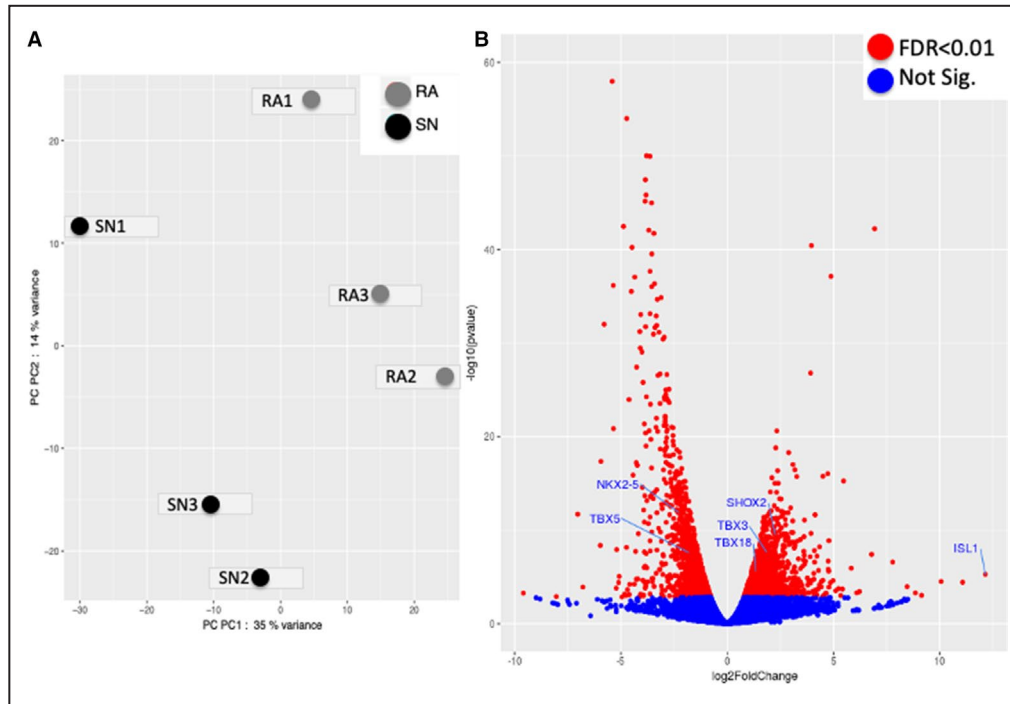 A
RA
SN
RA1
SN1
RA3
RA2
SN3
SN2
20
10
0
−10
−20
−30
−20
−10
0
10
20
PC PC2 : 14 % variance
PC PC1 : 35 % variance
B
FDR<0.01
Not Sig.
60
40
20
0
-log10(pvalue)
NKX2-5
TBX5
SHOX2
TBX3
TBX18
ISL1
-10
-5
0
5
10
log2FoldChange